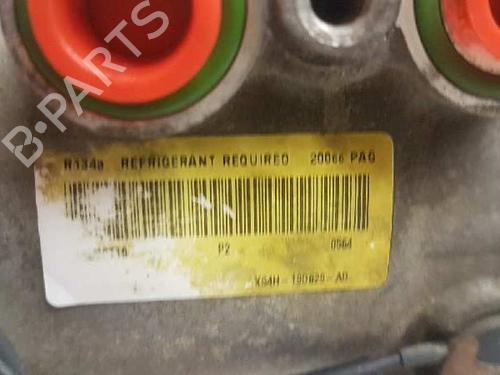 B-PARTS
R134a REFRIGERANT REQUIRED 200cc PAG
P2 0564
XS4H-19D629-AD